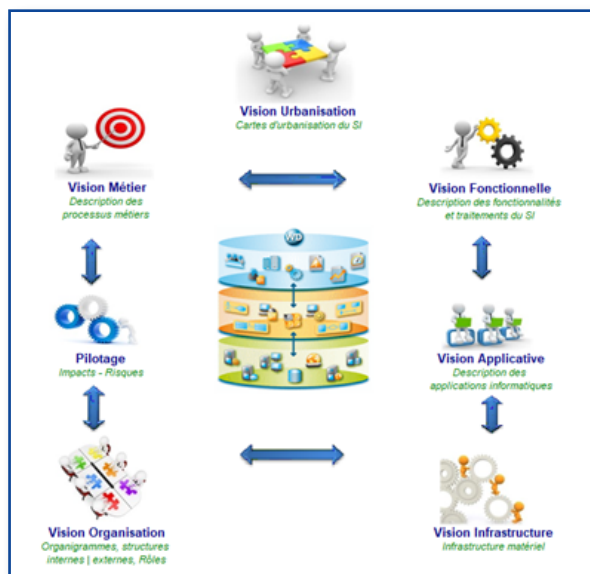 Vision Urbanisation
Cartes d'urbanisation du SI
Vision Métier
Description des
processus métiers
Vision Fonctionnelle
Description des fonctionnalités
et traitements du SI
WP
Pilotage
Impacts - Risques
Vision Applicative
Description des
applications informatiques
Vision Organisation
Organigrammes, structures
internes | externes, Rôles
Vision Infrastructure
Infrastructure matériel